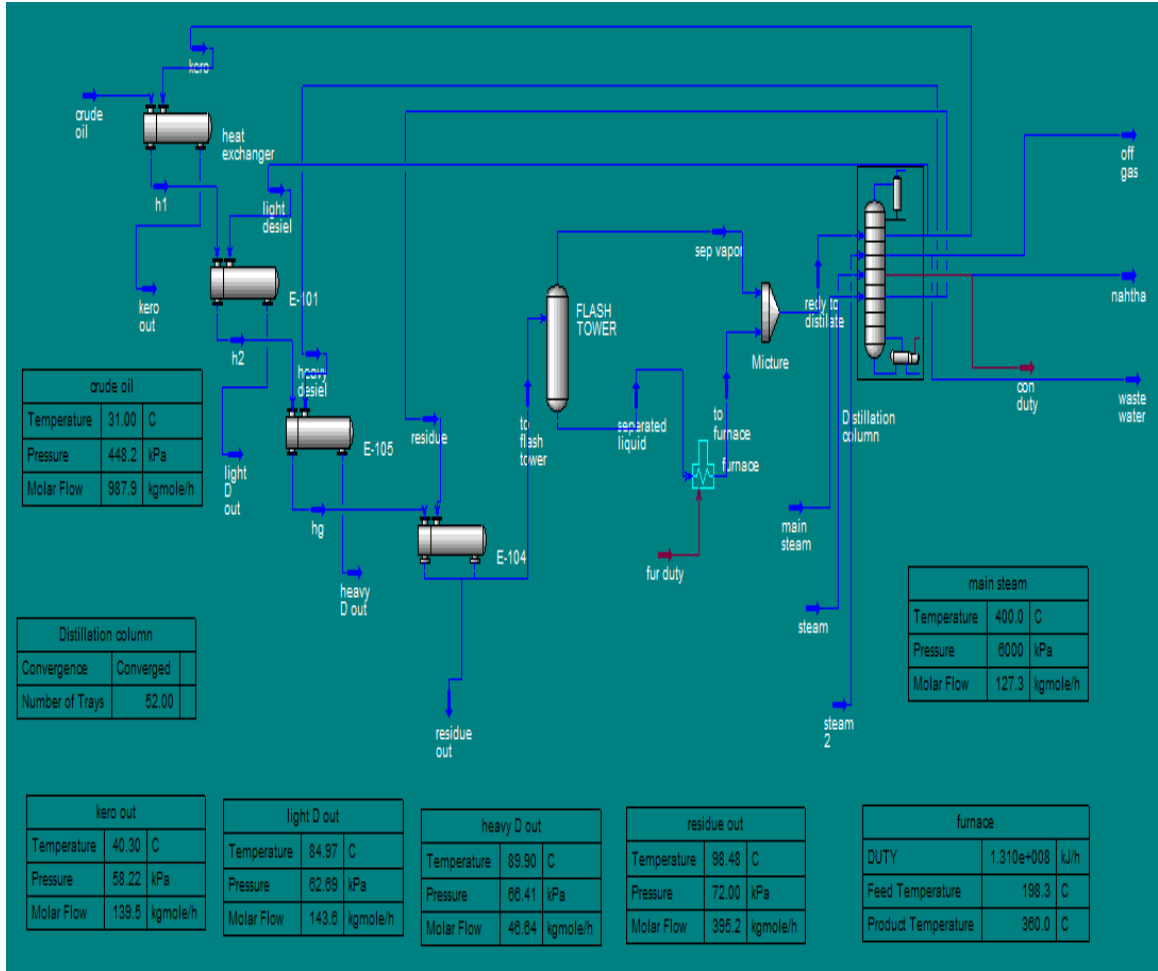 kero
crude
oil
heat
exchanger
h1
light
desiel
kero
out
E-101
h2
heavy
desiel
E-105
light
D
out
residue
hg
heavy
D out
E-104
residue
out
to
flash
tower
FLASH
TOWER
sep vapor
seperated
liquid
to
furnace
furnace
fur duty
Mixture
redy to
distilate
Distillation
column
main
steam
steam
steam
2
off
gas
nahtha
con
duty
waste
water
crude oil
Temperature 31.00 C
Pressure 448.2 kPa
Molar Flow 987.9 kgmole/h
Distillation column
Convergence Converged
Number of Trays 52.00
main steam
Temperature 400.0 C
Pressure 6000 kPa
Molar Flow 127.3 kgmole/h
kero out
Temperature 40.30 C
Pressure 58.22 kPa
Molar Flow 139.5 kgmole/h
light D out
Temperature 84.97 C
Pressure 62.69 kPa
Molar Flow 143.6 kgmole/h
heavy D out
Temperature 89.90 C
Pressure 66.41 kPa
Molar Flow 46.64 kgmole/h
residue out
Temperature 98.48 C
Pressure 72.00 kPa
Molar Flow 395.2 kgmole/h
furnace
DUTY 1.310e+008 kJ/h
Feed Temperature 198.3 C
Product Temperature 360.0 C